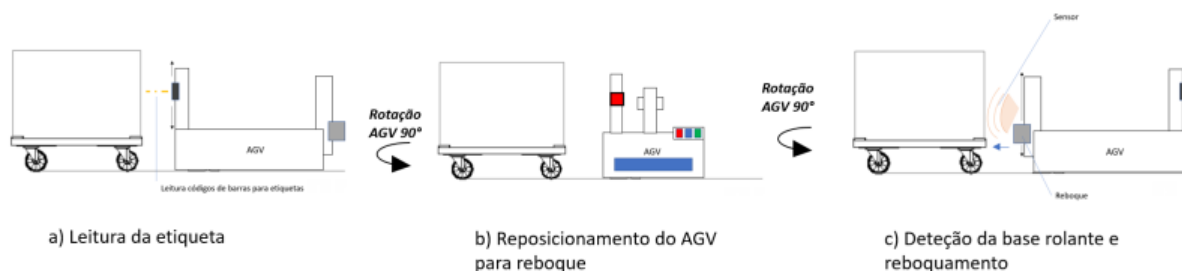 Sensor
Rotação
AGV 90°
Rotação
AGV 90°
AGV
AGV
AGV
Leitura códigos de barras para etiquetas
Reboque
a) Leitura da etiqueta
b) Reposicionamento do AGV
para reboque
c) Deteção da base rolante e
reboquamento